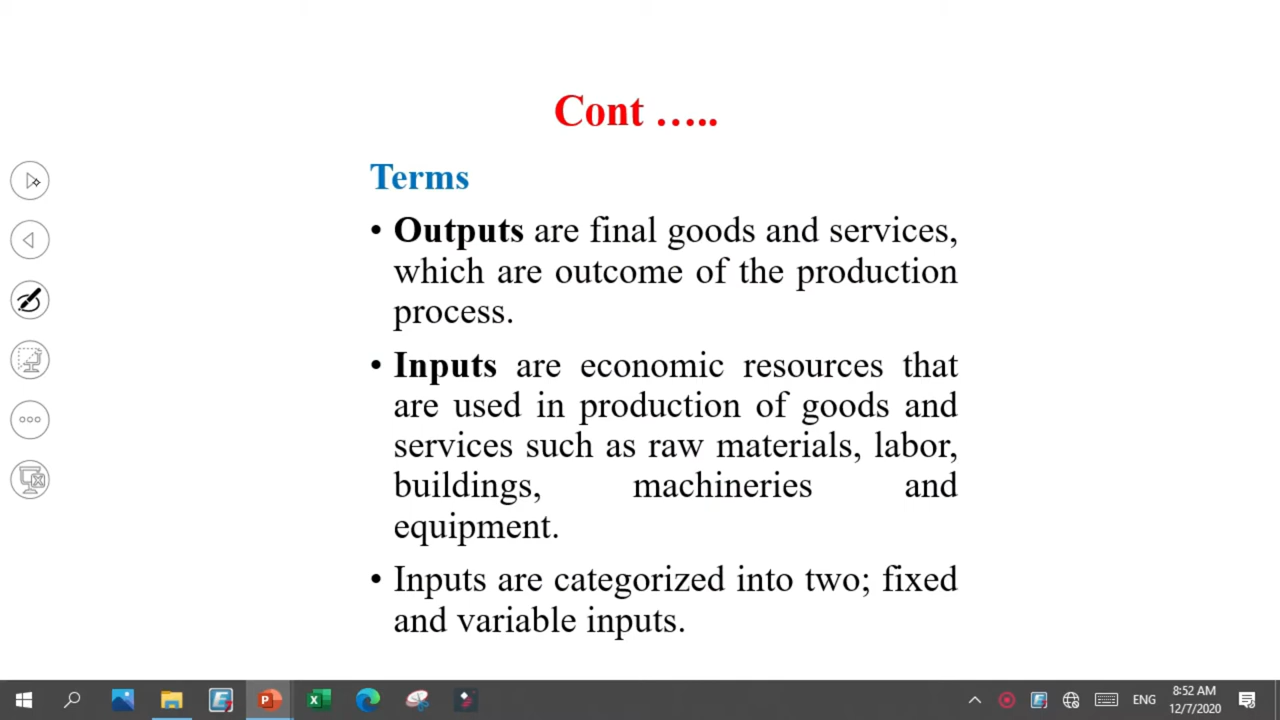 Cont …..
Terms
• Outputs are final goods and services,
which are outcome of the production
process.
• Inputs are economic resources that
are used in production of goods and
services such as raw materials, labor,
buildings, machineries and
equipment.
• Inputs are categorized into two; fixed
and variable inputs.
ENG
8:52 AM
12/7/2020